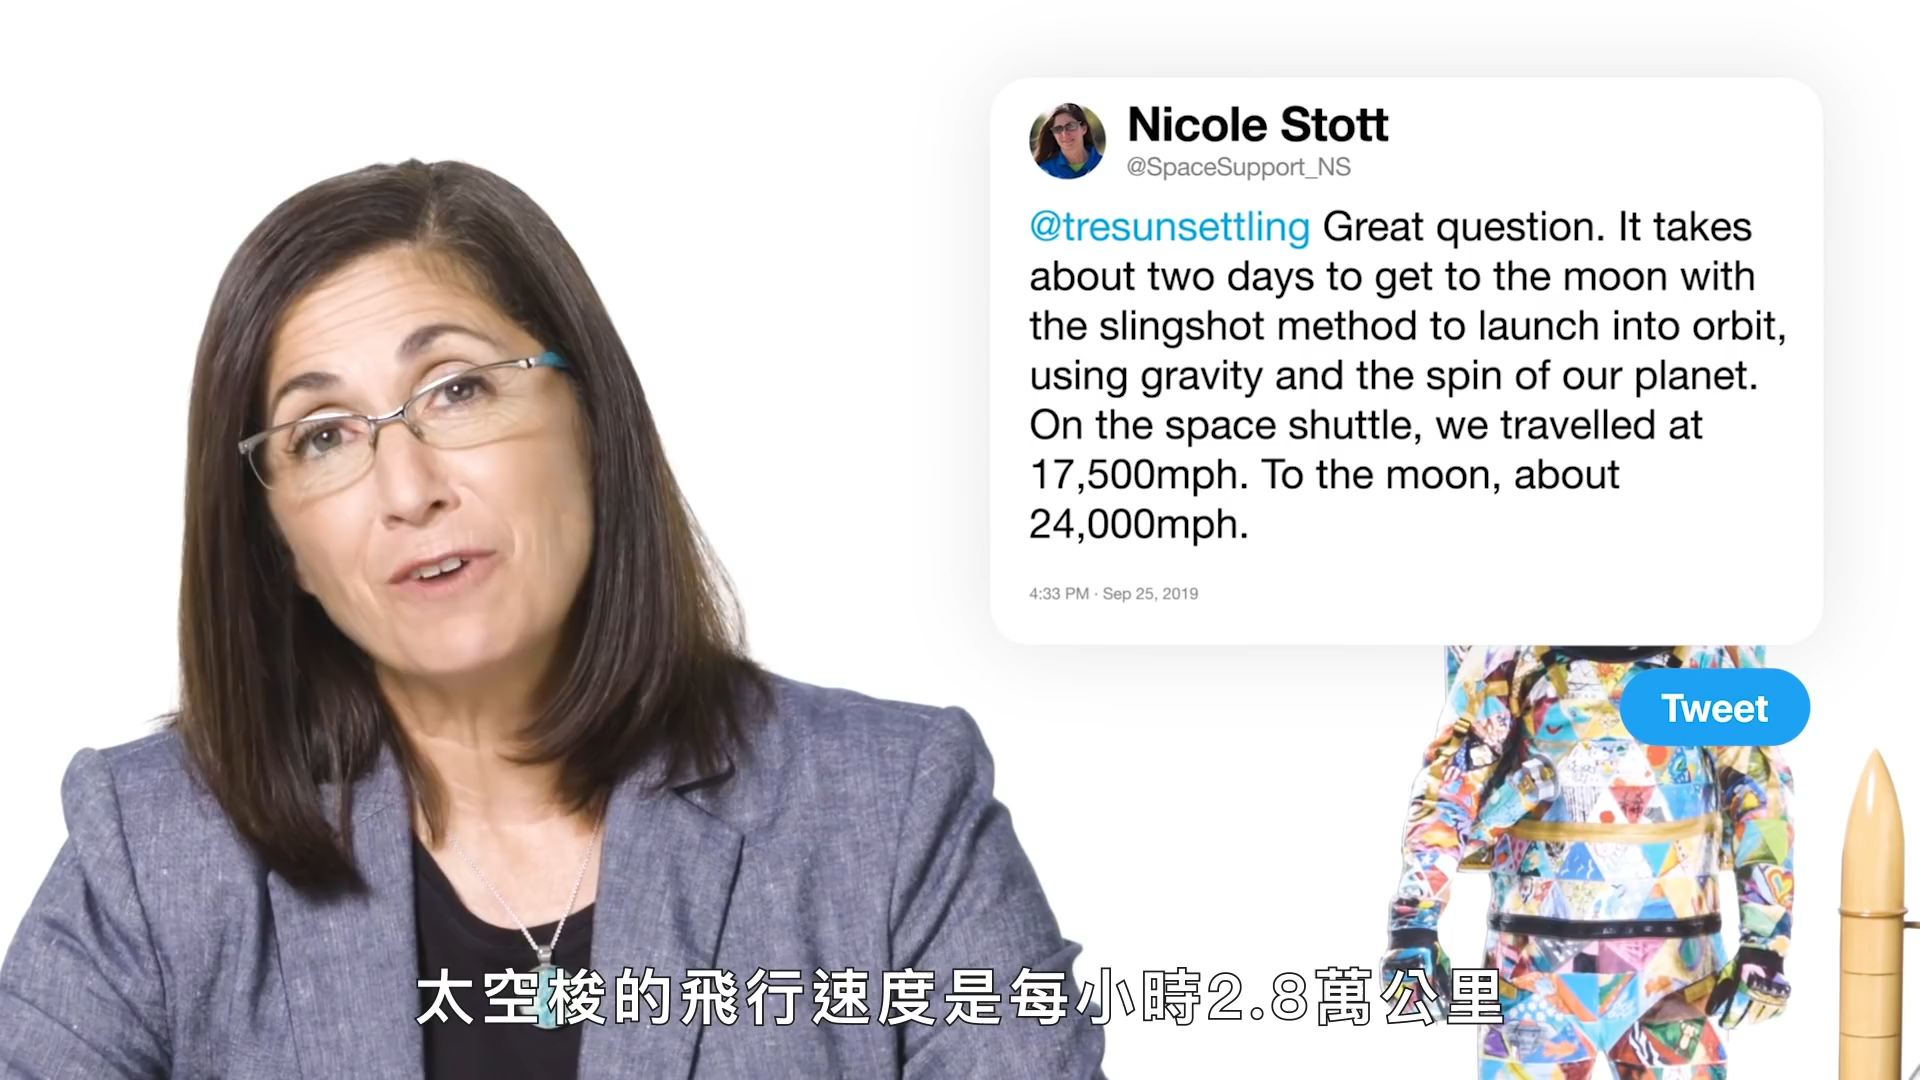 Nicole Stott
@SpaceSupport_NS
@tresunsettling Great question. It takes
about two days to get to the moon with
the slingshot method to launch into orbit,
using gravity and the spin of our planet.
On the space shuttle, we travelled at
17,500mph. To the moon, about
24,000mph.
4:33 PM · Sep 25, 2019
Tweet
太空梭的飛行速度是每小時2.8萬公里